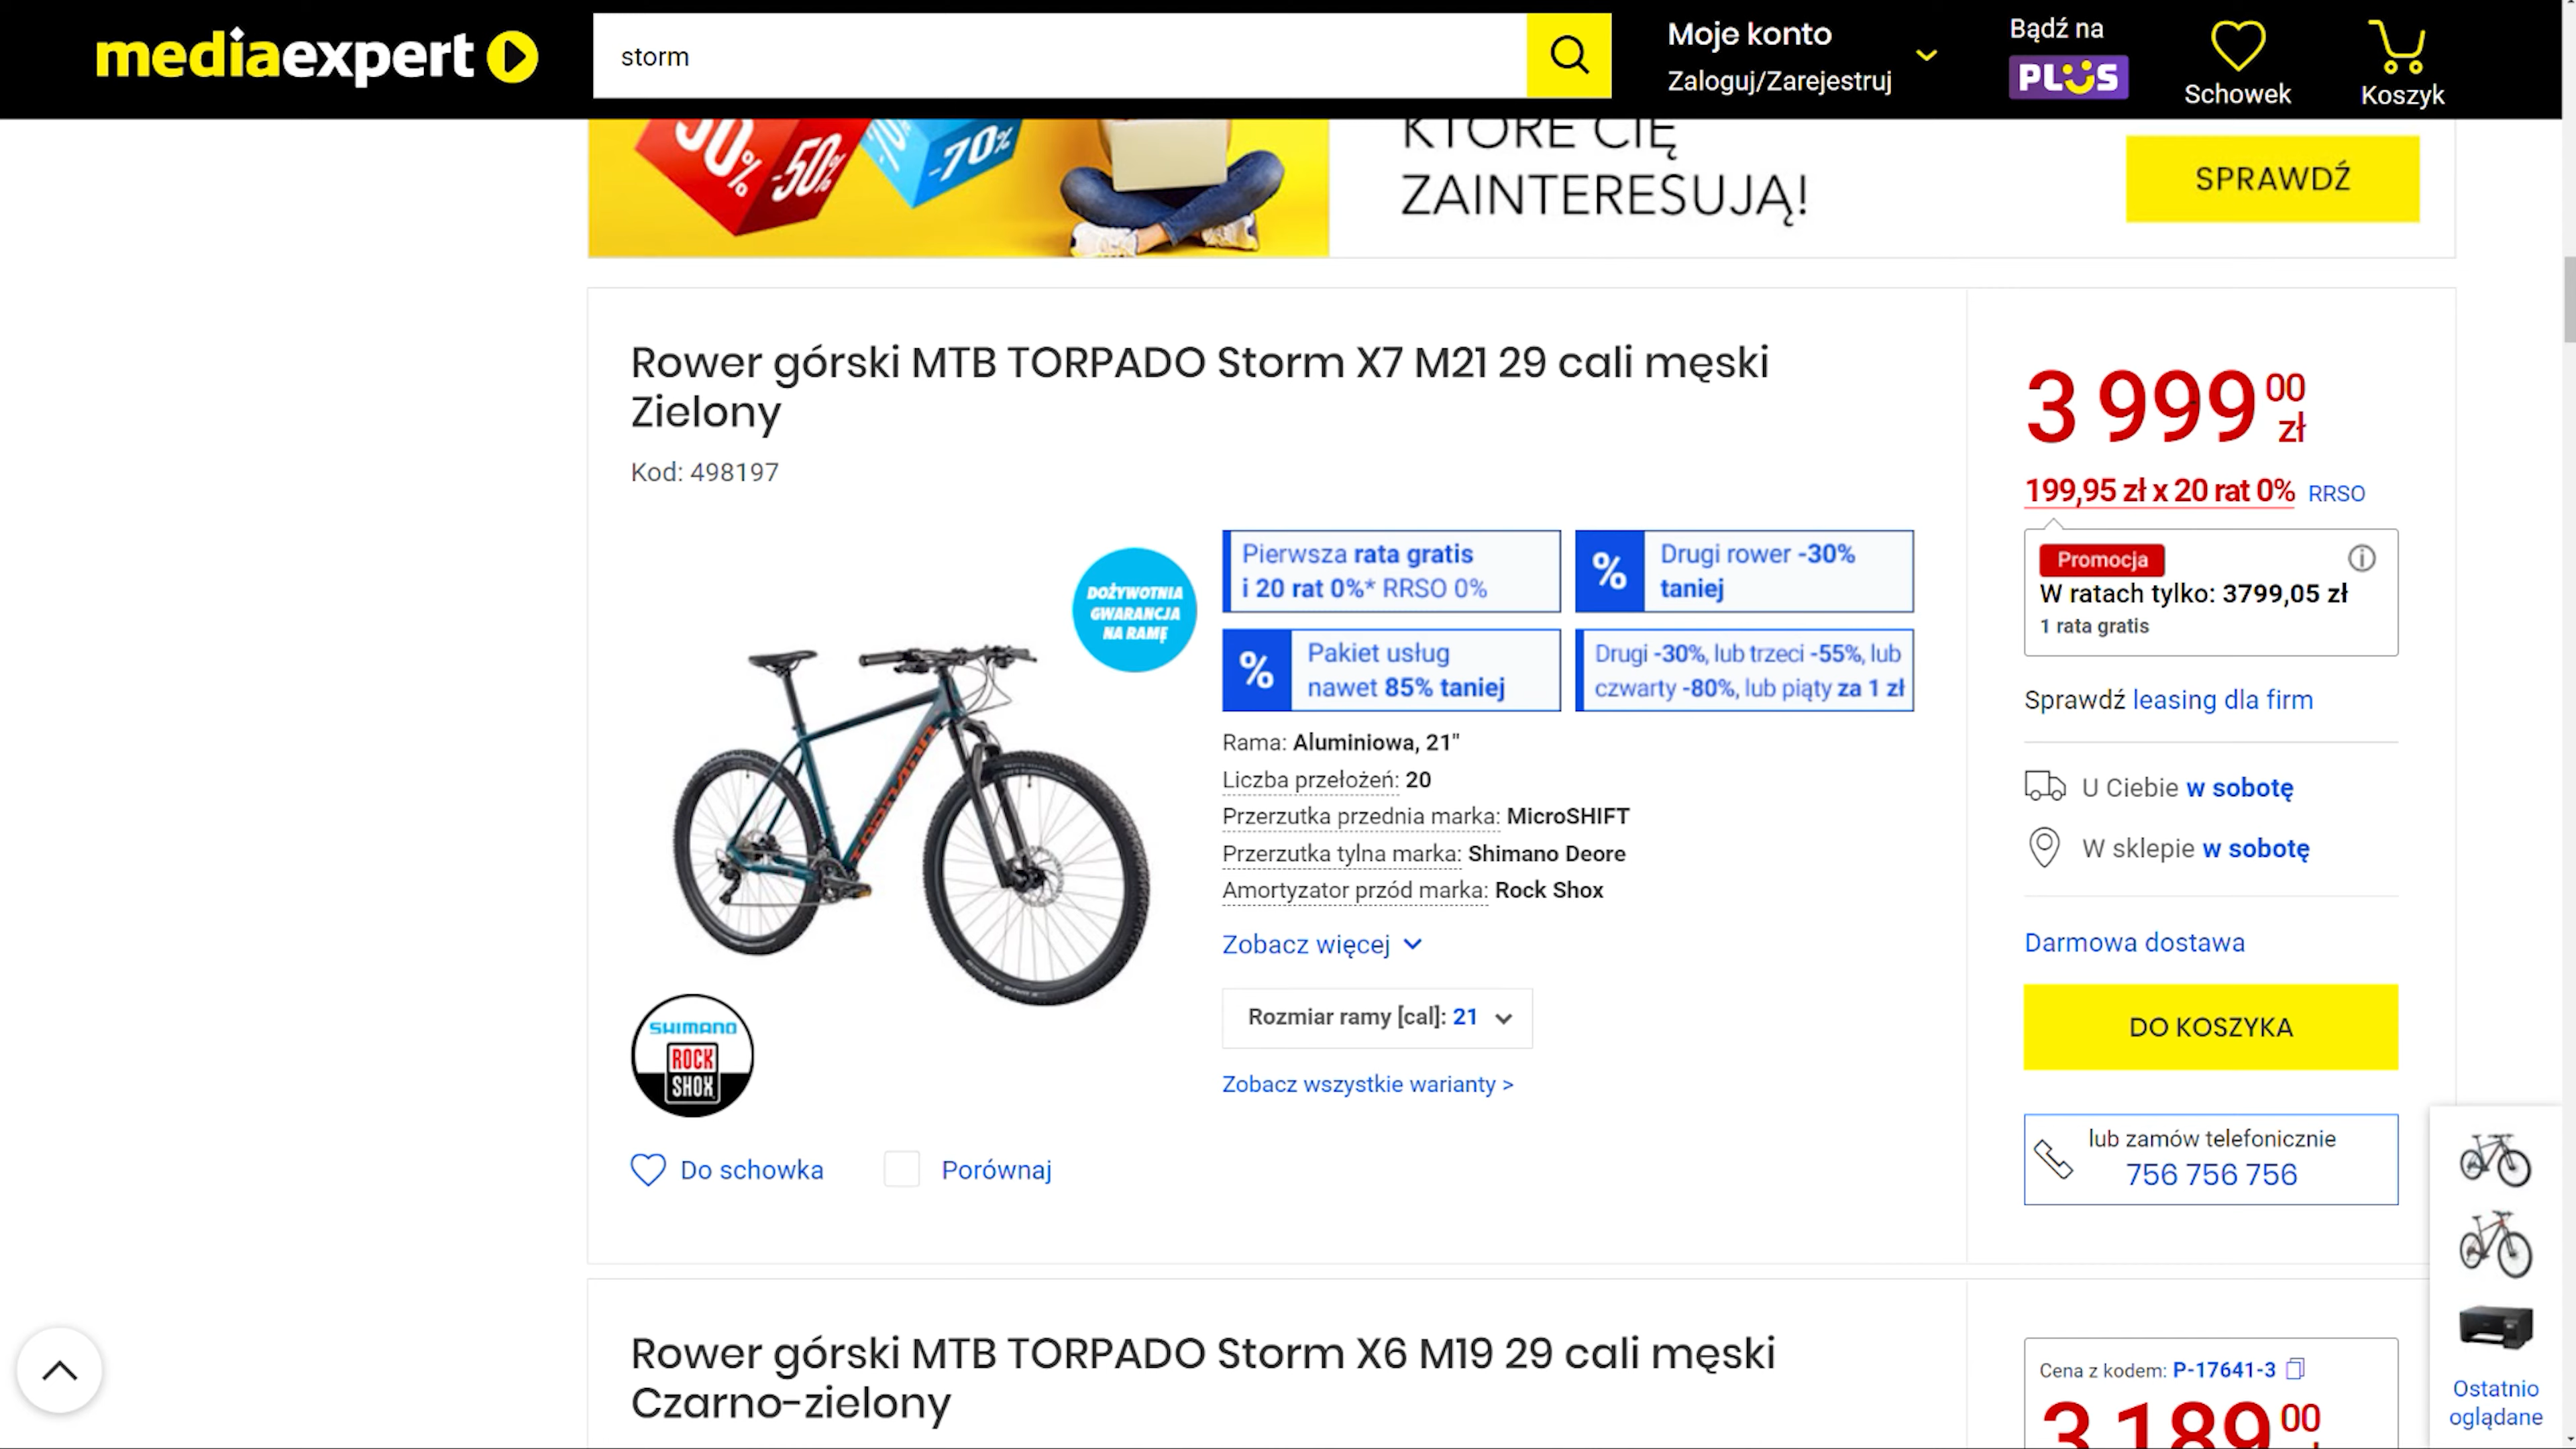 mediaexpert
storm
Moje konto
Zaloguj/Zarejestruj
Bądź na
PLUS
Schowek
Koszyk
50%
-50%
-70%
KTÓRE CIĘ
ZAINTERESUJĄ!
SPRAWDŹ
Rower górski MTB TORPADO Storm X7 M21 29 cali męski
Zielony
Kod: 498197
DOŻYWOTNIA
GWARANCJA
NA RAMĘ
TORPADO
SHIMANO
ROCK
SHOX
Pierwsza rata gratis
i 20 rat 0%* RRSO 0%
% Drugi rower -30%
taniej
% Pakiet usług
nawet 85% taniej
Drugi -30%, lub trzeci -55%, lub
czwarty -80%, lub piąty za 1 zł
Rama: Aluminiowa, 21"
Liczba przełożeń: 20
Przerzutka przednia marka: MicroSHIFT
Przerzutka tylna marka: Shimano Deore
Amortyzator przód marka: Rock Shox
Zobacz więcej
Rozmiar ramy [cal]: 21
Zobacz wszystkie warianty >
Do schowka
Porównaj
3 999 00
zł
199,95 zł x 20 rat 0% RRSO
Promocja
W ratach tylko: 3799,05 zł
1 rata gratis
Sprawdź leasing dla firm
U Ciebie w sobotę
W sklepie w sobotę
Darmowa dostawa
DO KOSZYKA
lub zamów telefonicznie
756 756 756
Rower górski MTB TORPADO Storm X6 M19 29 cali męski
Czarno-zielony
Cena z kodem: P-17641-3
3 189 00
Ostatnio
oglądane